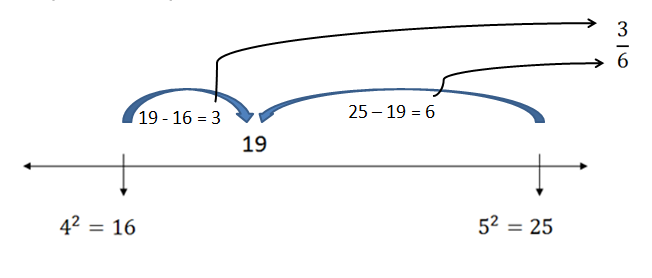 3
6
19 - 16 = 3
25 – 19 = 6
19
4² = 16
5² = 25